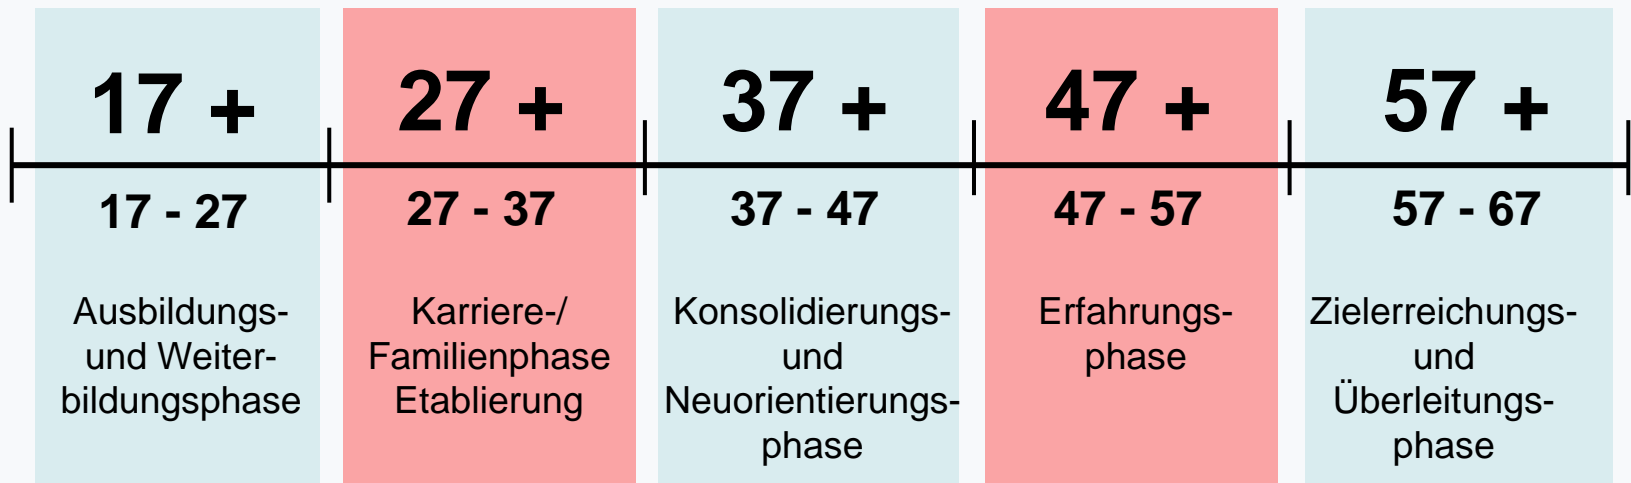 17 +
17 - 27
Ausbildungs-
und Weiter-
bildungsphase
27 +
27 - 37
Karriere-/
Familienphase
Etablierung
37 +
37 - 47
Konsolidierungs-
und
Neuorientierungs-
phase
47 +
47 - 57
Erfahrungs-
phase
57 +
57 - 67
Zielerreichungs-
und
Überleitungs-
phase